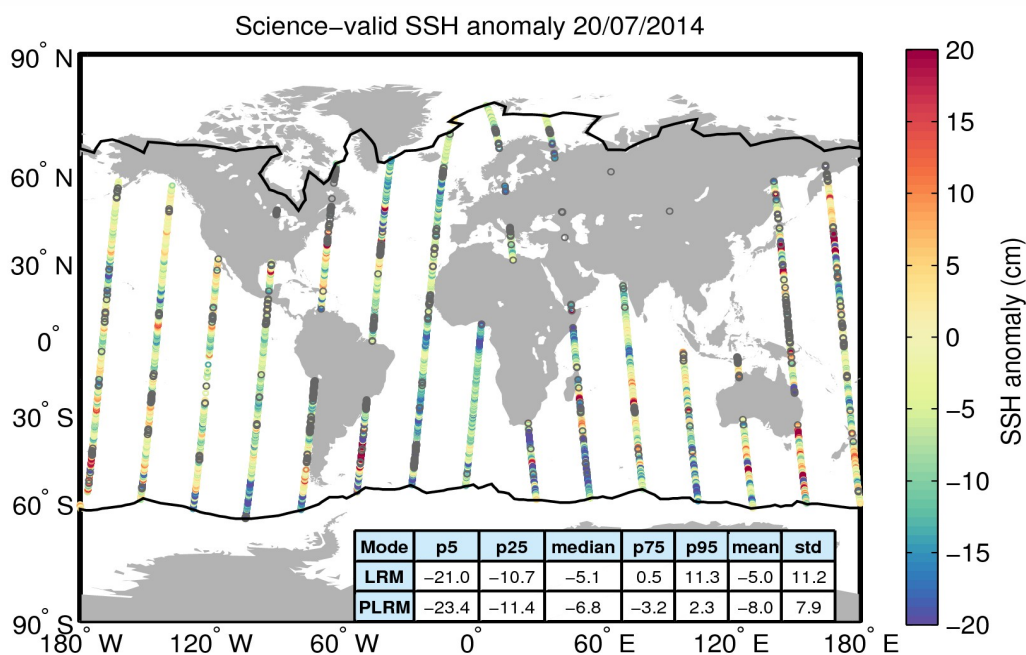 Science−valid SSH anomaly 20/07/2014
90° N
60° N
30° N
0°
30° S
60° S
90° S
180° W
120° W
60° W
0°
60° E
120° E
180° E
Mode p5 p25 median p75 p95 mean std
LRM −21.0 −10.7 −5.1 0.5 11.3 −5.0 11.2
PLRM −23.4 −11.4 −6.8 −3.2 2.3 −8.0 7.9
20
15
10
5
0
−5
−10
−15
−20
SSH anomaly (cm)